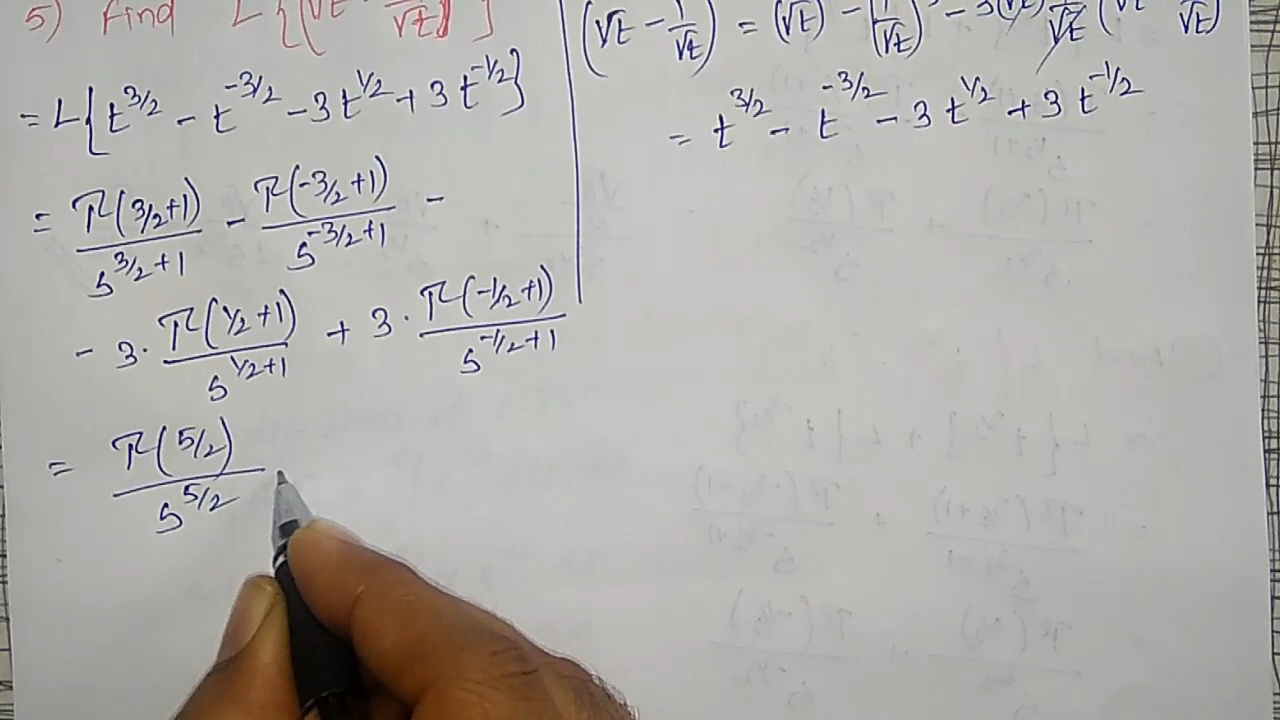 5) Find L{(√t - 1/√t)³}
= L{t^3/2 - t^-3/2 - 3t^1/2 + 3t^-1/2}
= Γ(3/2+1)/s^3/2+1 - Γ(-3/2+1)/s^-3/2+1 -
- 3·Γ(1/2+1)/s^1/2+1 + 3·Γ(-1/2+1)/s^-1/2+1
= Γ(5/2)/s^5/2
(√t - 1/√t) = (√t) - (1/√t)³ - 3(√t) 1/√t (√t 1/√t)
= t^3/2 - t^-3/2 - 3t^1/2 + 3t^-1/2